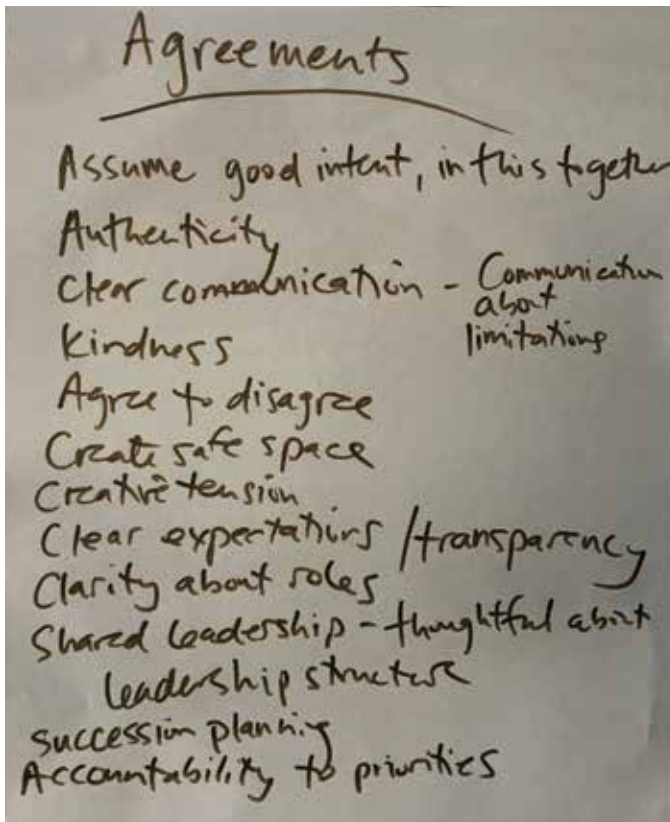 Agreements
Assume good intent, in this together
Authenticity
Clear communication - Communication
about
limitations
Kindness
Agree to disagree
Create safe space
Creative tension
Clear expectations / transparency
Clarity about roles
Shared leadership - thoughtful about
leadership structure
succession planning
Accountability to priorities